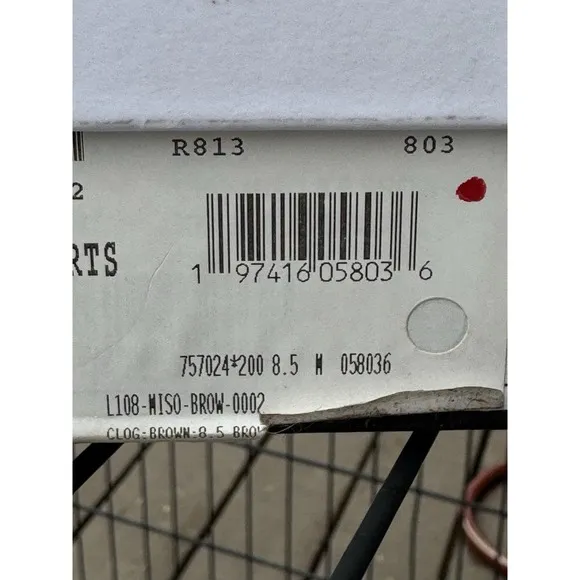 R813 803
2
RTS
1 97416 05803 6
757024*200 8.5 M 058036
L108-MISO-BROW-0002
CLOG-BROWN-8.5 BROW